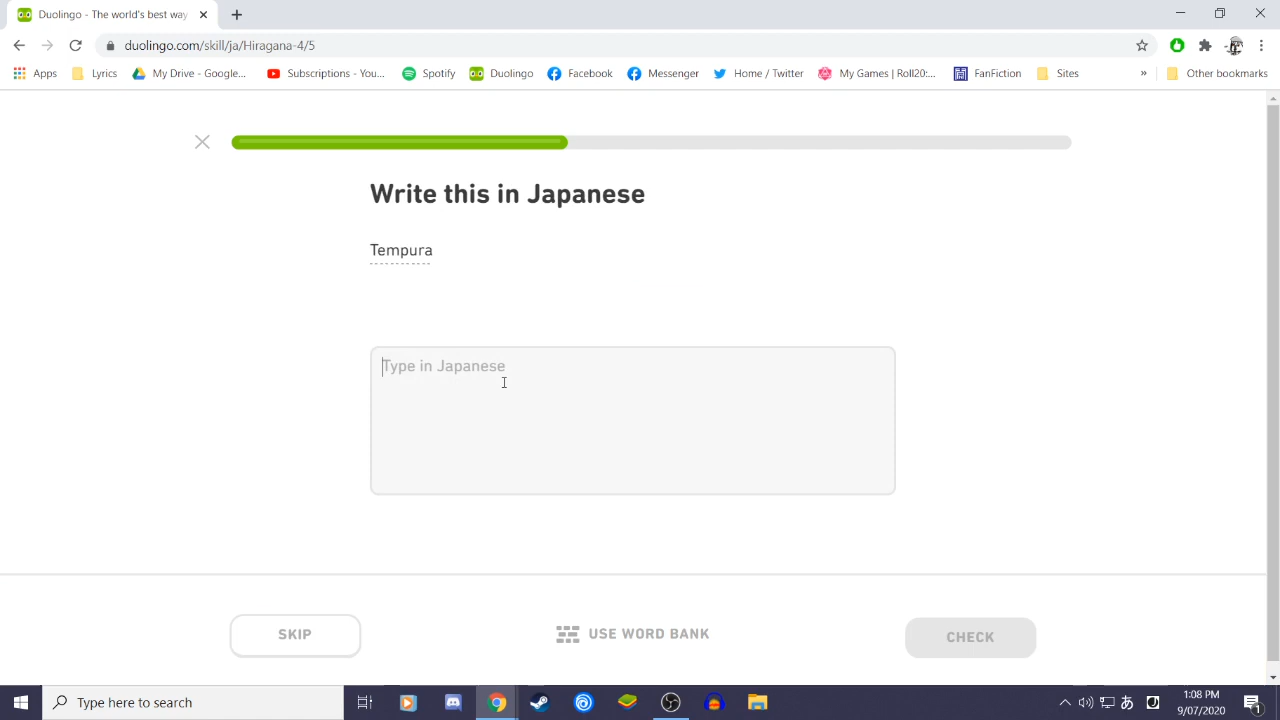 Duolingo - The world's best way
duolingo.com/skill/ja/Hiragana-4/5
Apps Lyrics My Drive - Google... Subscriptions - You... Spotify Duolingo Facebook Messenger Home / Twitter My Games | Roll20:... FanFiction Sites » Other bookmarks
Write this in Japanese
Tempura
Type in Japanese
SKIP USE WORD BANK CHECK
Type here to search あ 1:08 PM
9/07/2020 1